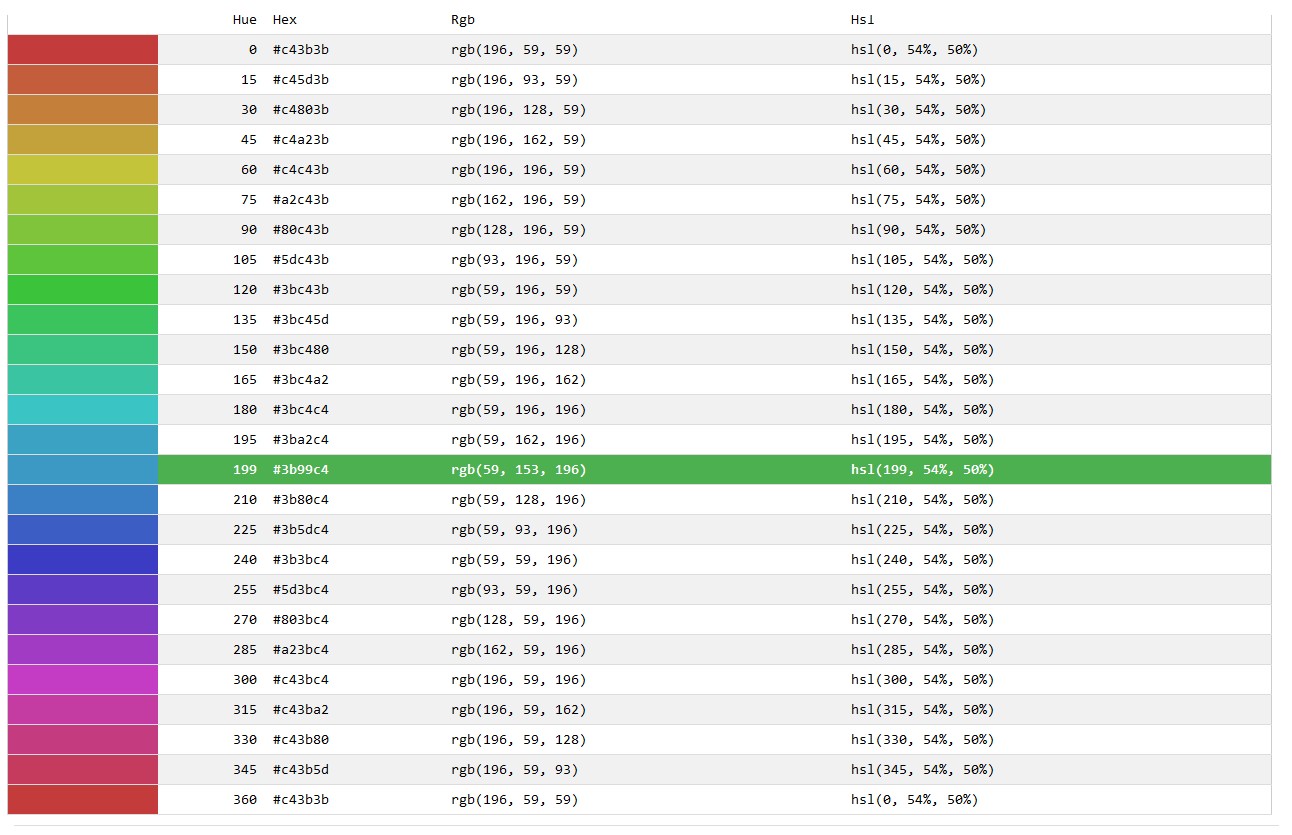 Hue Hex Rgb Hsl
0 #c43b3b rgb(196, 59, 59) hsl(0, 54%, 50%)
15 #c45d3b rgb(196, 93, 59) hsl(15, 54%, 50%)
30 #c4803b rgb(196, 128, 59) hsl(30, 54%, 50%)
45 #c4a23b rgb(196, 162, 59) hsl(45, 54%, 50%)
60 #c4c43b rgb(196, 196, 59) hsl(60, 54%, 50%)
75 #a2c43b rgb(162, 196, 59) hsl(75, 54%, 50%)
90 #80c43b rgb(128, 196, 59) hsl(90, 54%, 50%)
105 #5dc43b rgb(93, 196, 59) hsl(105, 54%, 50%)
120 #3bc43b rgb(59, 196, 59) hsl(120, 54%, 50%)
135 #3bc45d rgb(59, 196, 93) hsl(135, 54%, 50%)
150 #3bc480 rgb(59, 196, 128) hsl(150, 54%, 50%)
165 #3bc4a2 rgb(59, 196, 162) hsl(165, 54%, 50%)
180 #3bc4c4 rgb(59, 196, 196) hsl(180, 54%, 50%)
195 #3ba2c4 rgb(59, 162, 196) hsl(195, 54%, 50%)
199 #3b99c4 rgb(59, 153, 196) hsl(199, 54%, 50%)
210 #3b80c4 rgb(59, 128, 196) hsl(210, 54%, 50%)
225 #3b5dc4 rgb(59, 93, 196) hsl(225, 54%, 50%)
240 #3b3bc4 rgb(59, 59, 196) hsl(240, 54%, 50%)
255 #5d3bc4 rgb(93, 59, 196) hsl(255, 54%, 50%)
270 #803bc4 rgb(128, 59, 196) hsl(270, 54%, 50%)
285 #a23bc4 rgb(162, 59, 196) hsl(285, 54%, 50%)
300 #c43bc4 rgb(196, 59, 196) hsl(300, 54%, 50%)
315 #c43ba2 rgb(196, 59, 162) hsl(315, 54%, 50%)
330 #c43b80 rgb(196, 59, 128) hsl(330, 54%, 50%)
345 #c43b5d rgb(196, 59, 93) hsl(345, 54%, 50%)
360 #c43b3b rgb(196, 59, 59) hsl(0, 54%, 50%)